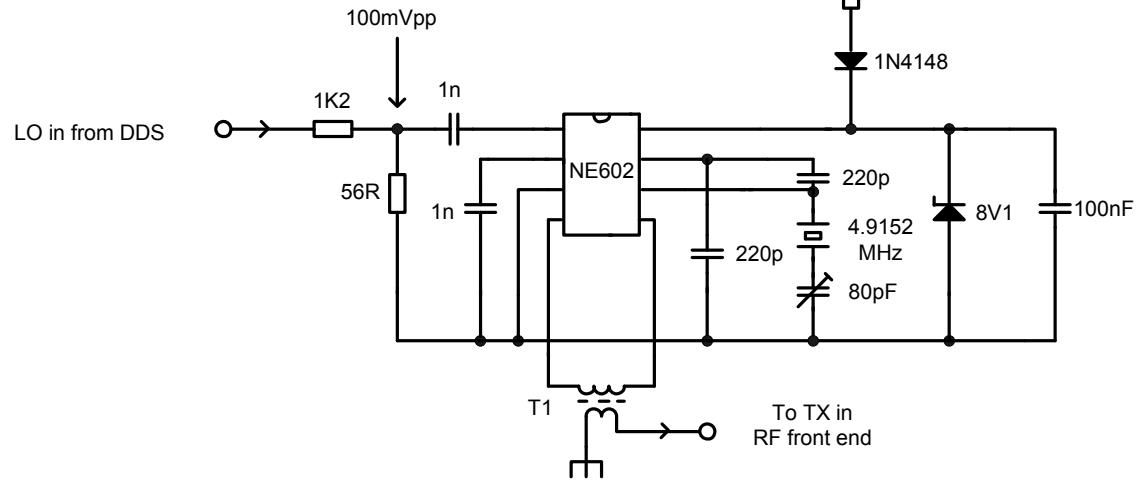 100mVpp
1N4148
1n
1K2
LO in from DDS
NE602
56R
1n
220p
8V1
100nF
220p
4.9152
MHz
80pF
T1
To TX in
RF front end